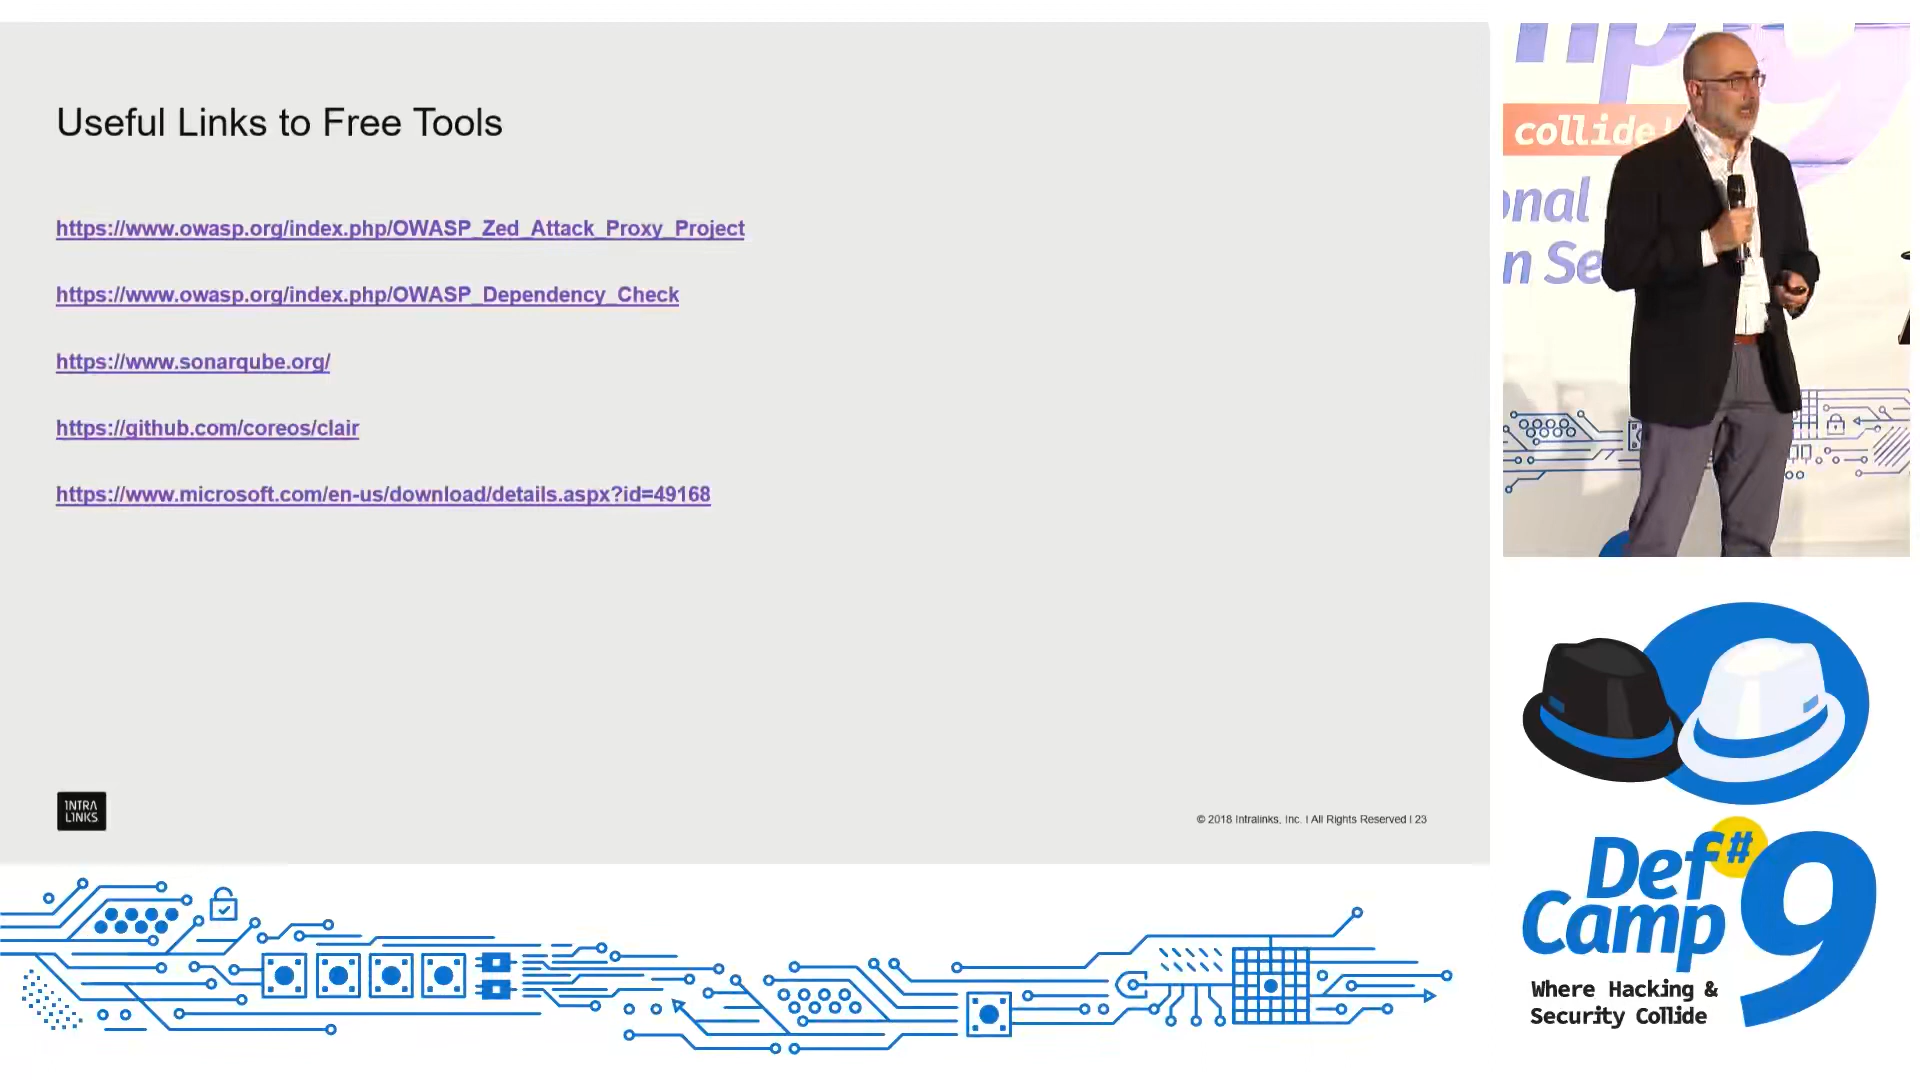 Useful Links to Free Tools
https://www.owasp.org/index.php/OWASP_Zed_Attack_Proxy_Project
https://www.owasp.org/index.php/OWASP_Dependency_Check
https://www.sonarqube.org/
https://github.com/coreos/clair
https://www.microsoft.com/en-us/download/details.aspx?id=49168
INTRA
LINKS
© 2018 Intralinks, Inc. I All Rights Reserved I 23
collide!
onal
n Se
Def
Camp
#9
Where Hacking &
Security Collide